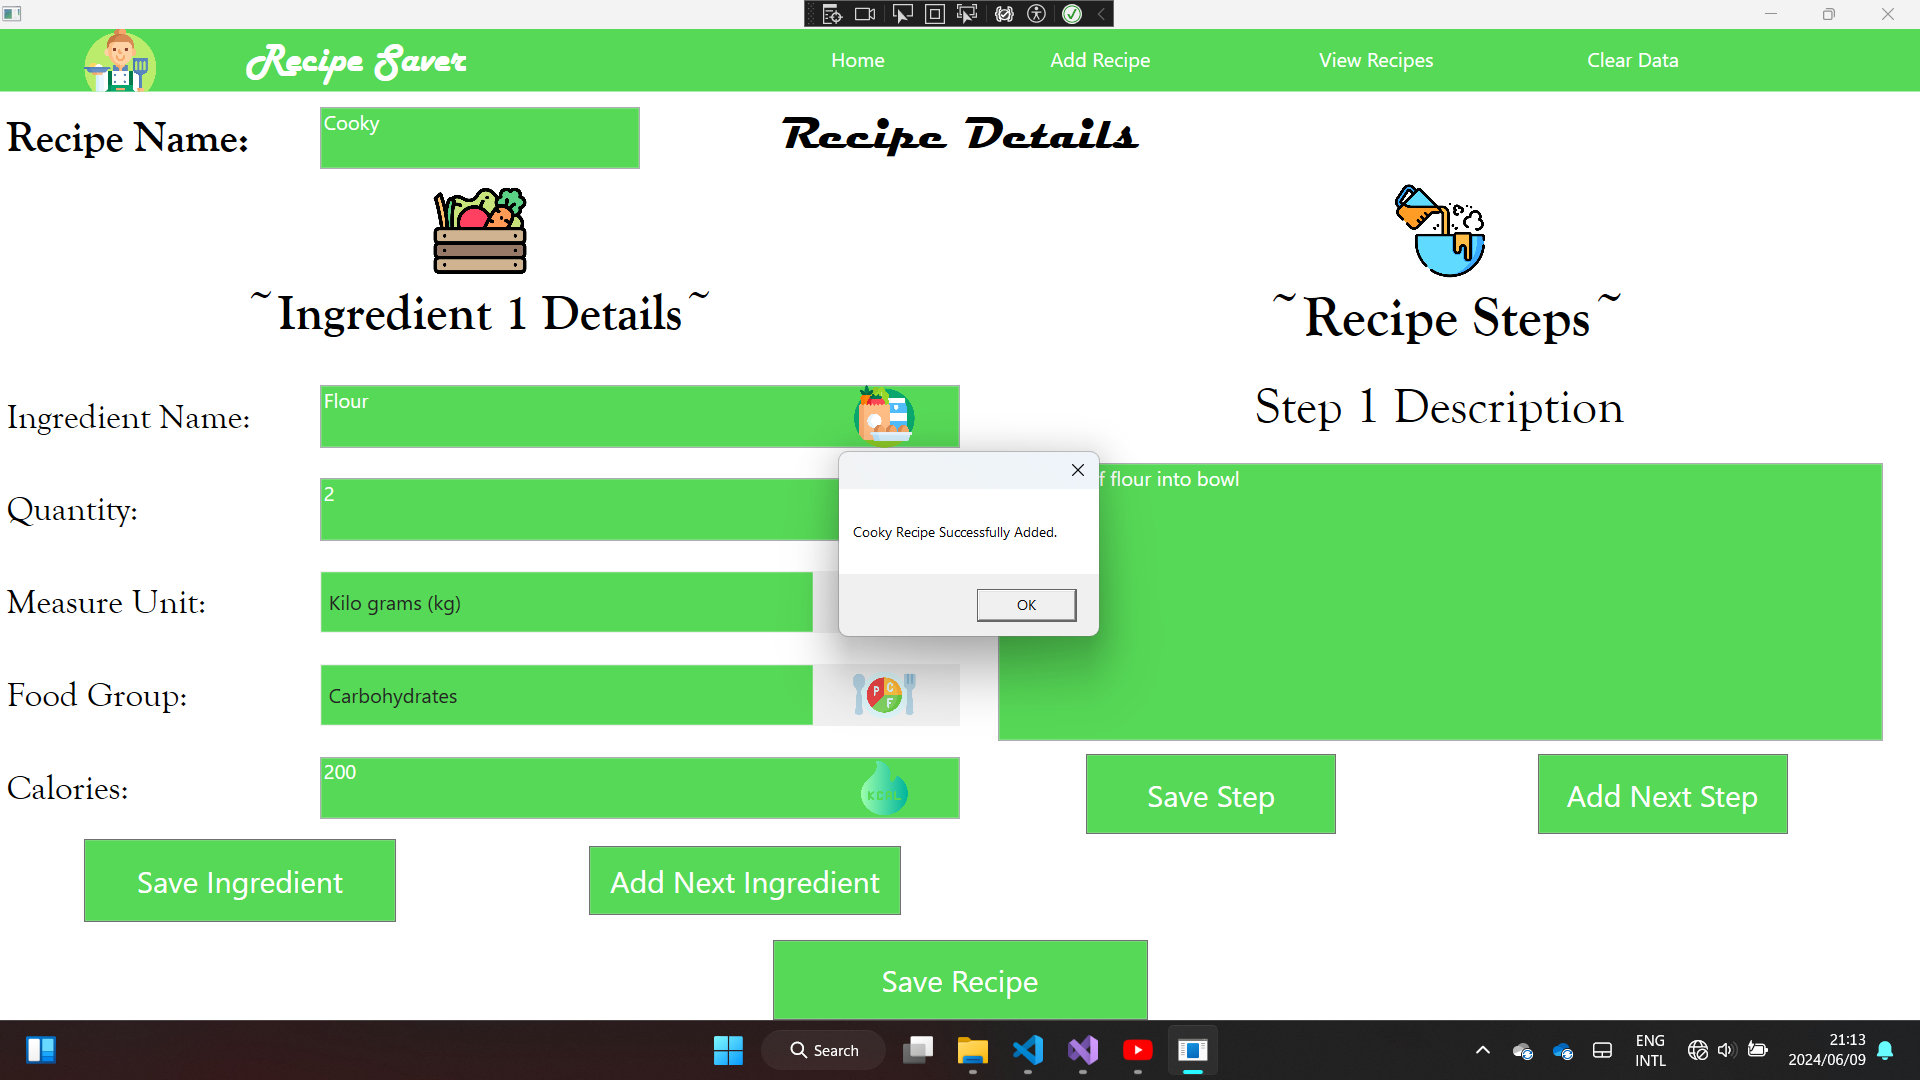 Recipe Saver
Home
Add Recipe
View Recipes
Clear Data
Recipe Name:
Cooky
Recipe Details
~Ingredient 1 Details~
~Recipe Steps~
Ingredient Name:
Flour
Step 1 Description
f flour into bowl
Quantity:
2
Cooky Recipe Successfully Added.
OK
Measure Unit:
Kilo grams (kg)
Food Group:
Carbohydrates
P C F
Calories:
200
KCAL
Save Step
Add Next Step
Save Ingredient
Add Next Ingredient
Save Recipe
Search
ENG
INTL
21:13
2024/06/09